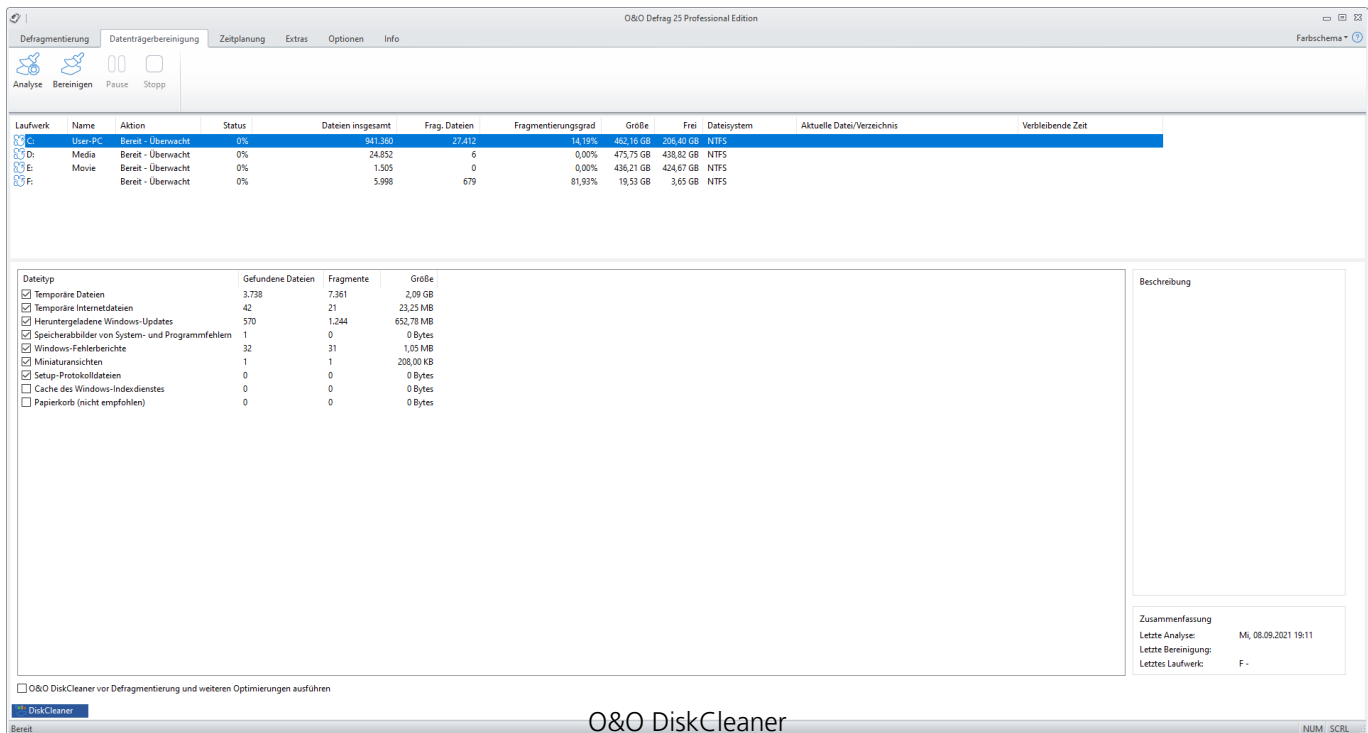 O&O Defrag 25 Professional Edition
Defragmentierung Datenträgerbereinigung Zeitplanung Extras Optionen Info Farbschema
Analyse Bereinigen Pause Stopp
Laufwerk Name Aktion Status Dateien insgesamt Frag. Dateien Fragmentierungsgrad Größe Frei Dateisystem Aktuelle Datei/Verzeichnis Verbleibende Zeit
C: User-PC Bereit - Überwacht 0% 941.360 27.412 14,19% 462,16 GB 206,40 GB NTFS
D: Media Bereit - Überwacht 0% 24.852 6 0,00% 475,75 GB 438,82 GB NTFS
E: Movie Bereit - Überwacht 0% 1.505 0 0,00% 436,21 GB 424,67 GB NTFS
F: Bereit - Überwacht 0% 5.998 679 81,93% 19,53 GB 3,65 GB NTFS
Dateityp Gefundene Dateien Fragmente Größe
Temporäre Dateien 3.738 7.361 2,09 GB
Temporäre Internetdateien 42 21 23,25 MB
Heruntergeladene Windows-Updates 570 1.244 652,78 MB
Speicherabbilder von System- und Programmfehlern 1 0 0 Bytes
Windows-Fehlerberichte 32 31 1,05 MB
Miniaturansichten 1 1 208,00 KB
Setup-Protokolldateien 0 0 0 Bytes
Cache des Windows-Indexdienstes 0 0 0 Bytes
Papierkorb (nicht empfohlen) 0 0 0 Bytes
Beschreibung
Zusammenfassung
Letzte Analyse: Mi, 08.09.2021 19:11
Letzte Bereinigung:
Letztes Laufwerk: F -
O&O DiskCleaner vor Defragmentierung und weiteren Optimierungen ausführen
DiskCleaner
O&O DiskCleaner
Bereit NUM SCRL